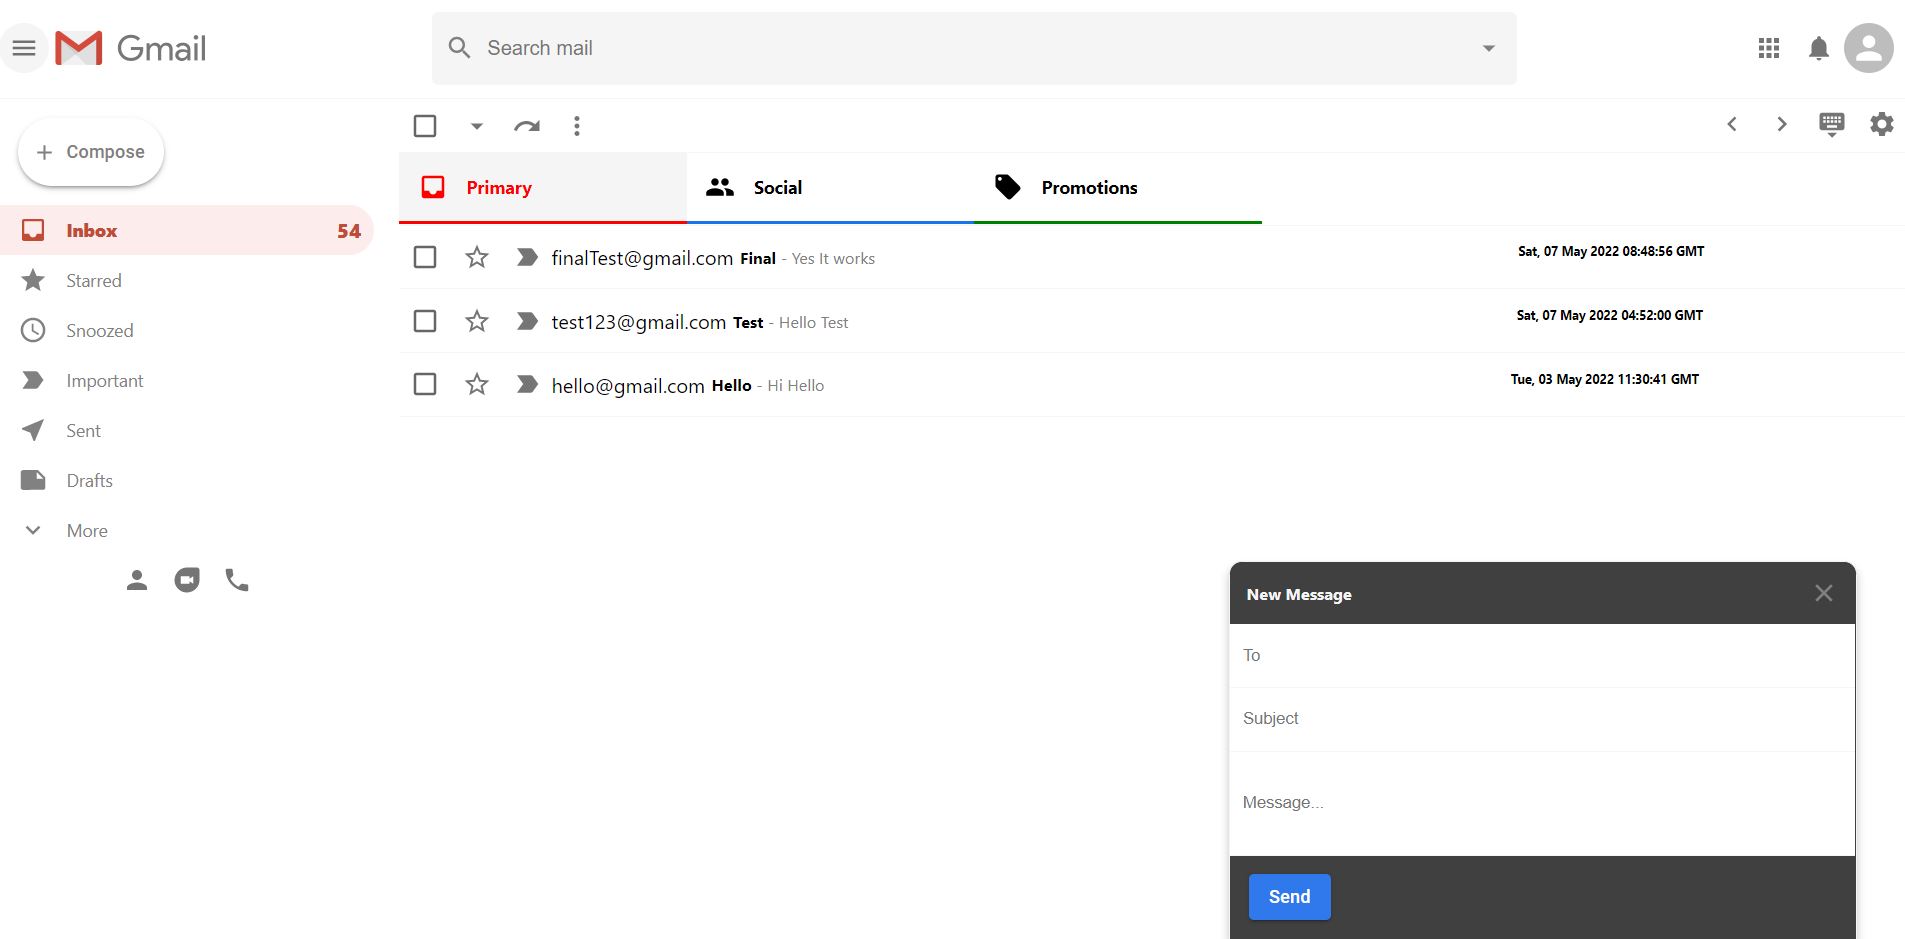 Gmail
Search mail
Compose
Inbox 54
Starred
Snoozed
Important
Sent
Drafts
More
Primary Social Promotions
finalTest@gmail.com Final - Yes It works Sat, 07 May 2022 08:48:56 GMT
test123@gmail.com Test - Hello Test Sat, 07 May 2022 04:52:00 GMT
hello@gmail.com Hello - Hi Hello Tue, 03 May 2022 11:30:41 GMT
New Message
To
Subject
Message...
Send